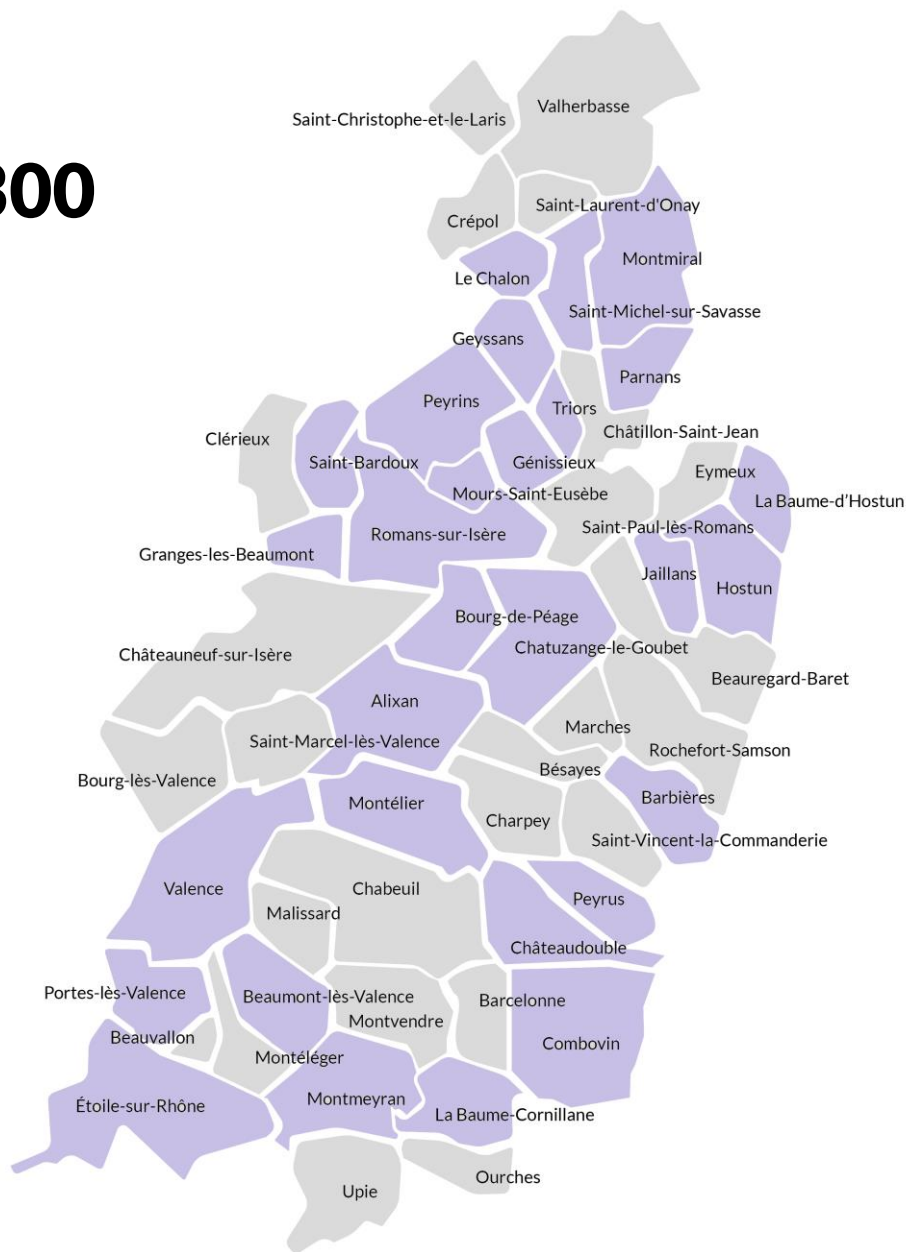 300
Valherbasse
Saint-Christophe-et-le-Laris
Saint-Laurent-d'Onay
Crépol
Montmiral
Le Chalon
Saint-Michel-sur-Savasse
Geyssans
Parnans
Peyrins
Triors
Châtillon-Saint-Jean
Clérieux
Saint-Bardoux
Génissieux
Eymeux
Mours-Saint-Eusèbe
La Baume-d’Hostun
Saint-Paul-lès-Romans
Romans-sur-Isère
Granges-les-Beaumont
Jaillans
Hostun
Bourg-de-Péage
Chatuzange-le-Goubet
Châteauneuf-sur-Isère
Beauregard-Baret
Alixan
Marches
Saint-Marcel-lès-Valence
Rochefort-Samson
Bésayes
Bourg-lès-Valence
Barbières
Montélier
Charpey
Saint-Vincent-la-Commanderie
Valence
Chabeuil
Peyrus
Malissard
Châteaudouble
Portes-lès-Valence
Beaumont-lès-Valence
Barcelonne
Montvendre
Beauvallon
Combovin
Montéléger
Montmeyran
Étoile-sur-Rhône
La Baume-Cornillane
Ourches
Upie